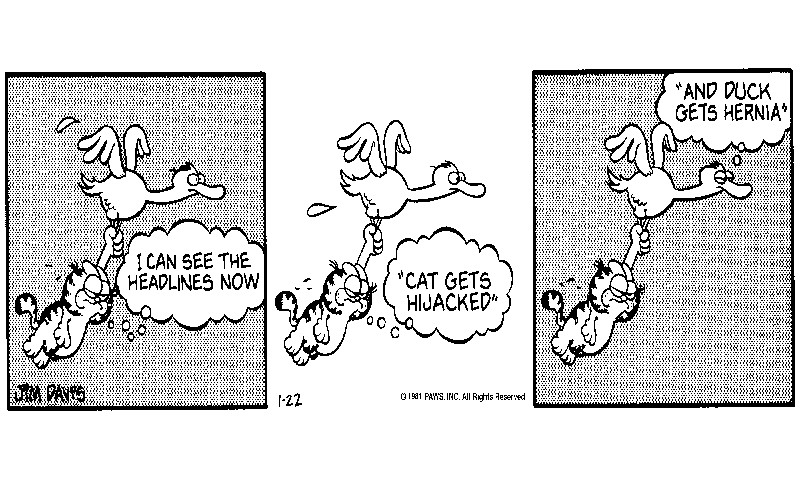 I CAN SEE THE
HEADLINES NOW
JIM DAVIS
"CAT GETS
HIJACKED"
1-22
© 1981 PAWS, INC. All Rights Reserved
"AND DUCK
GETS HERNIA"